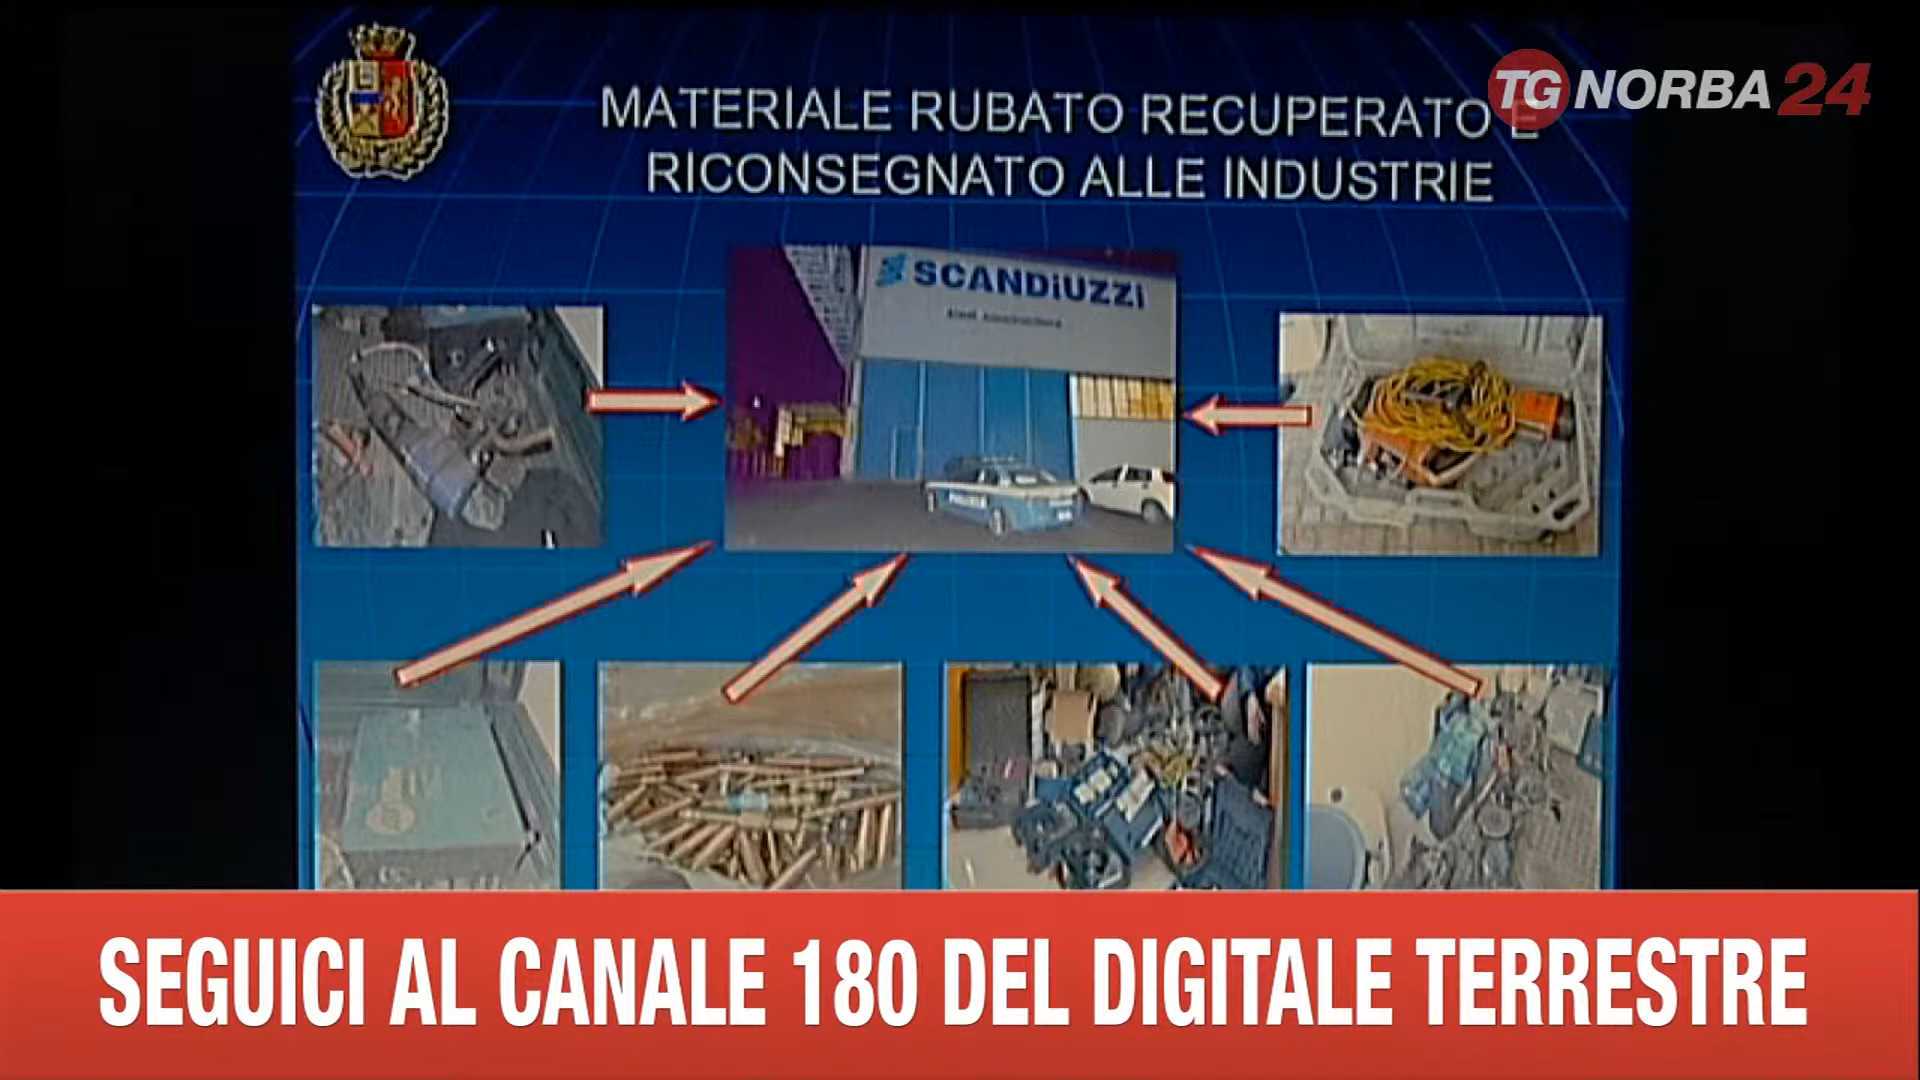 TG NORBA 24
MATERIALE RUBATO RECUPERATO E
RICONSEGNATO ALLE INDUSTRIE
SCANDiUZZi
POLIZIA
SEGUICI AL CANALE 180 DEL DIGITALE TERRESTRE